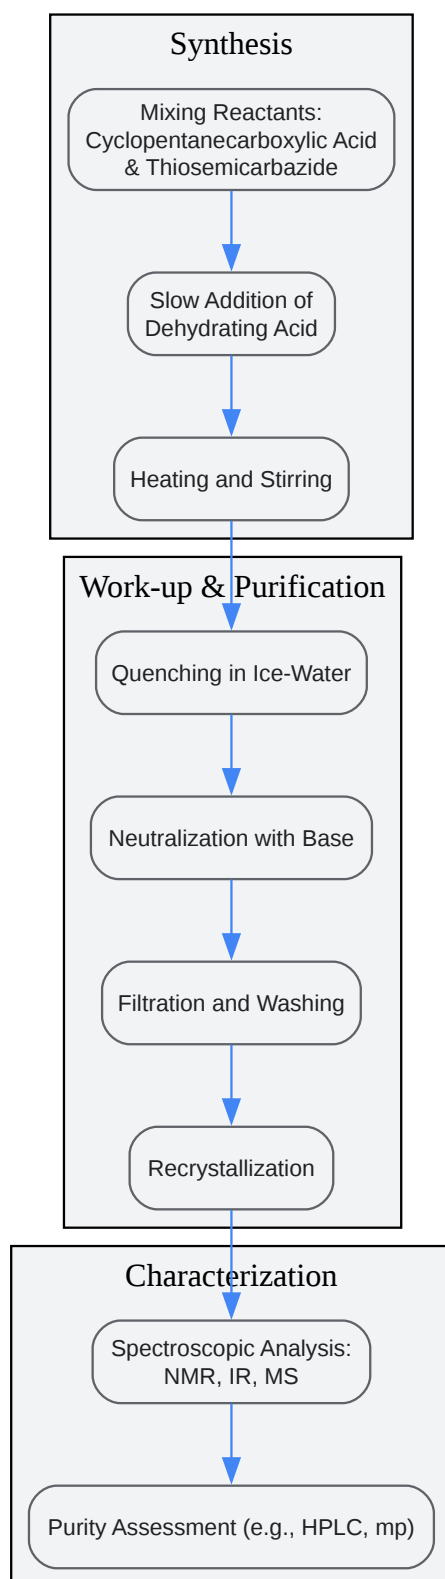 Synthesis
Mixing Reactants:
Cyclopentanecarboxylic Acid
& Thiosemicarbazide
Slow Addition of
Dehydrating Acid
Heating and Stirring
Work-up & Purification
Quenching in Ice-Water
Neutralization with Base
Filtration and Washing
Recrystallization
Characterization
Spectroscopic Analysis:
NMR, IR, MS
Purity Assessment (e.g., HPLC, mp)